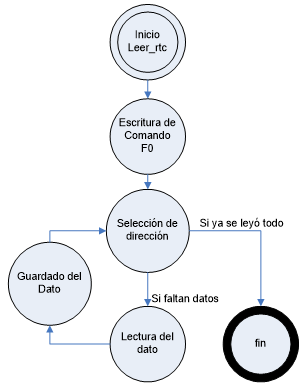 Inicio
Leer_rtc
Escritura de
Comando
F0
Selección de
dirección
Si ya se leyó todo
Guardado del
Dato
Si faltan datos
Lectura del
dato
fin